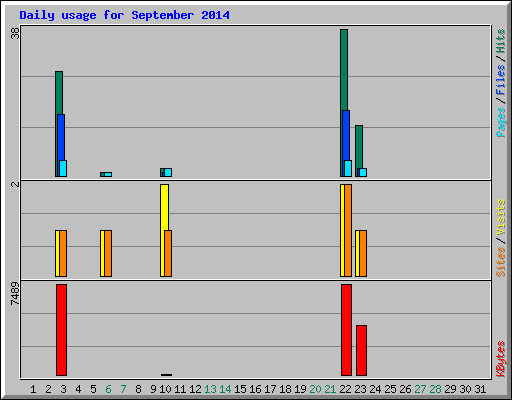 Daily usage for September 2014
38
Pages / Files / Hits
2
Sites / Visits
7489
KBytes
1 2 3 4 5 6 7 8 9 10 11 12 13 14 15 16 17 18 19 20 21 22 23 24 25 26 27 28 29 30 31